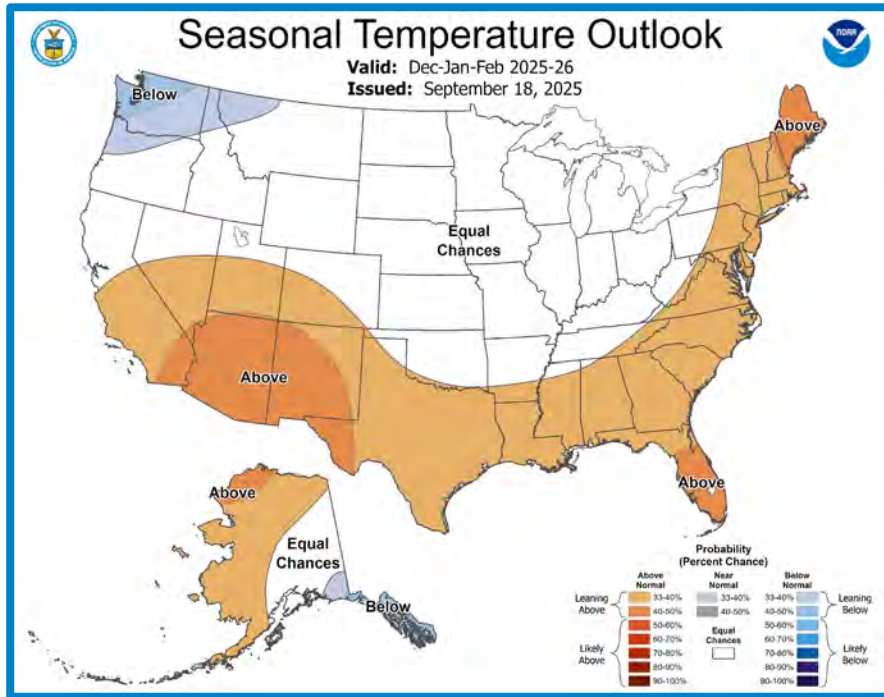 Seasonal Temperature Outlook
Valid: Dec-Jan-Feb 2025-26
Issued: September 18, 2025
NOAA
Below
Above
Equal
Chances
Above
Above
Above
Equal
Chances
Below
Probability
(Percent Chance)
Above Normal
Near Normal
Below Normal
Leaning Above
33-40%
33-40%
33-40%
Leaning Below
40-50%
40-50%
40-50%
50-60%
50-60%
Likely Above
60-70%
Equal Chances
60-70%
Likely Below
70-80%
70-80%
80-90%
80-90%
90-100%
90-100%